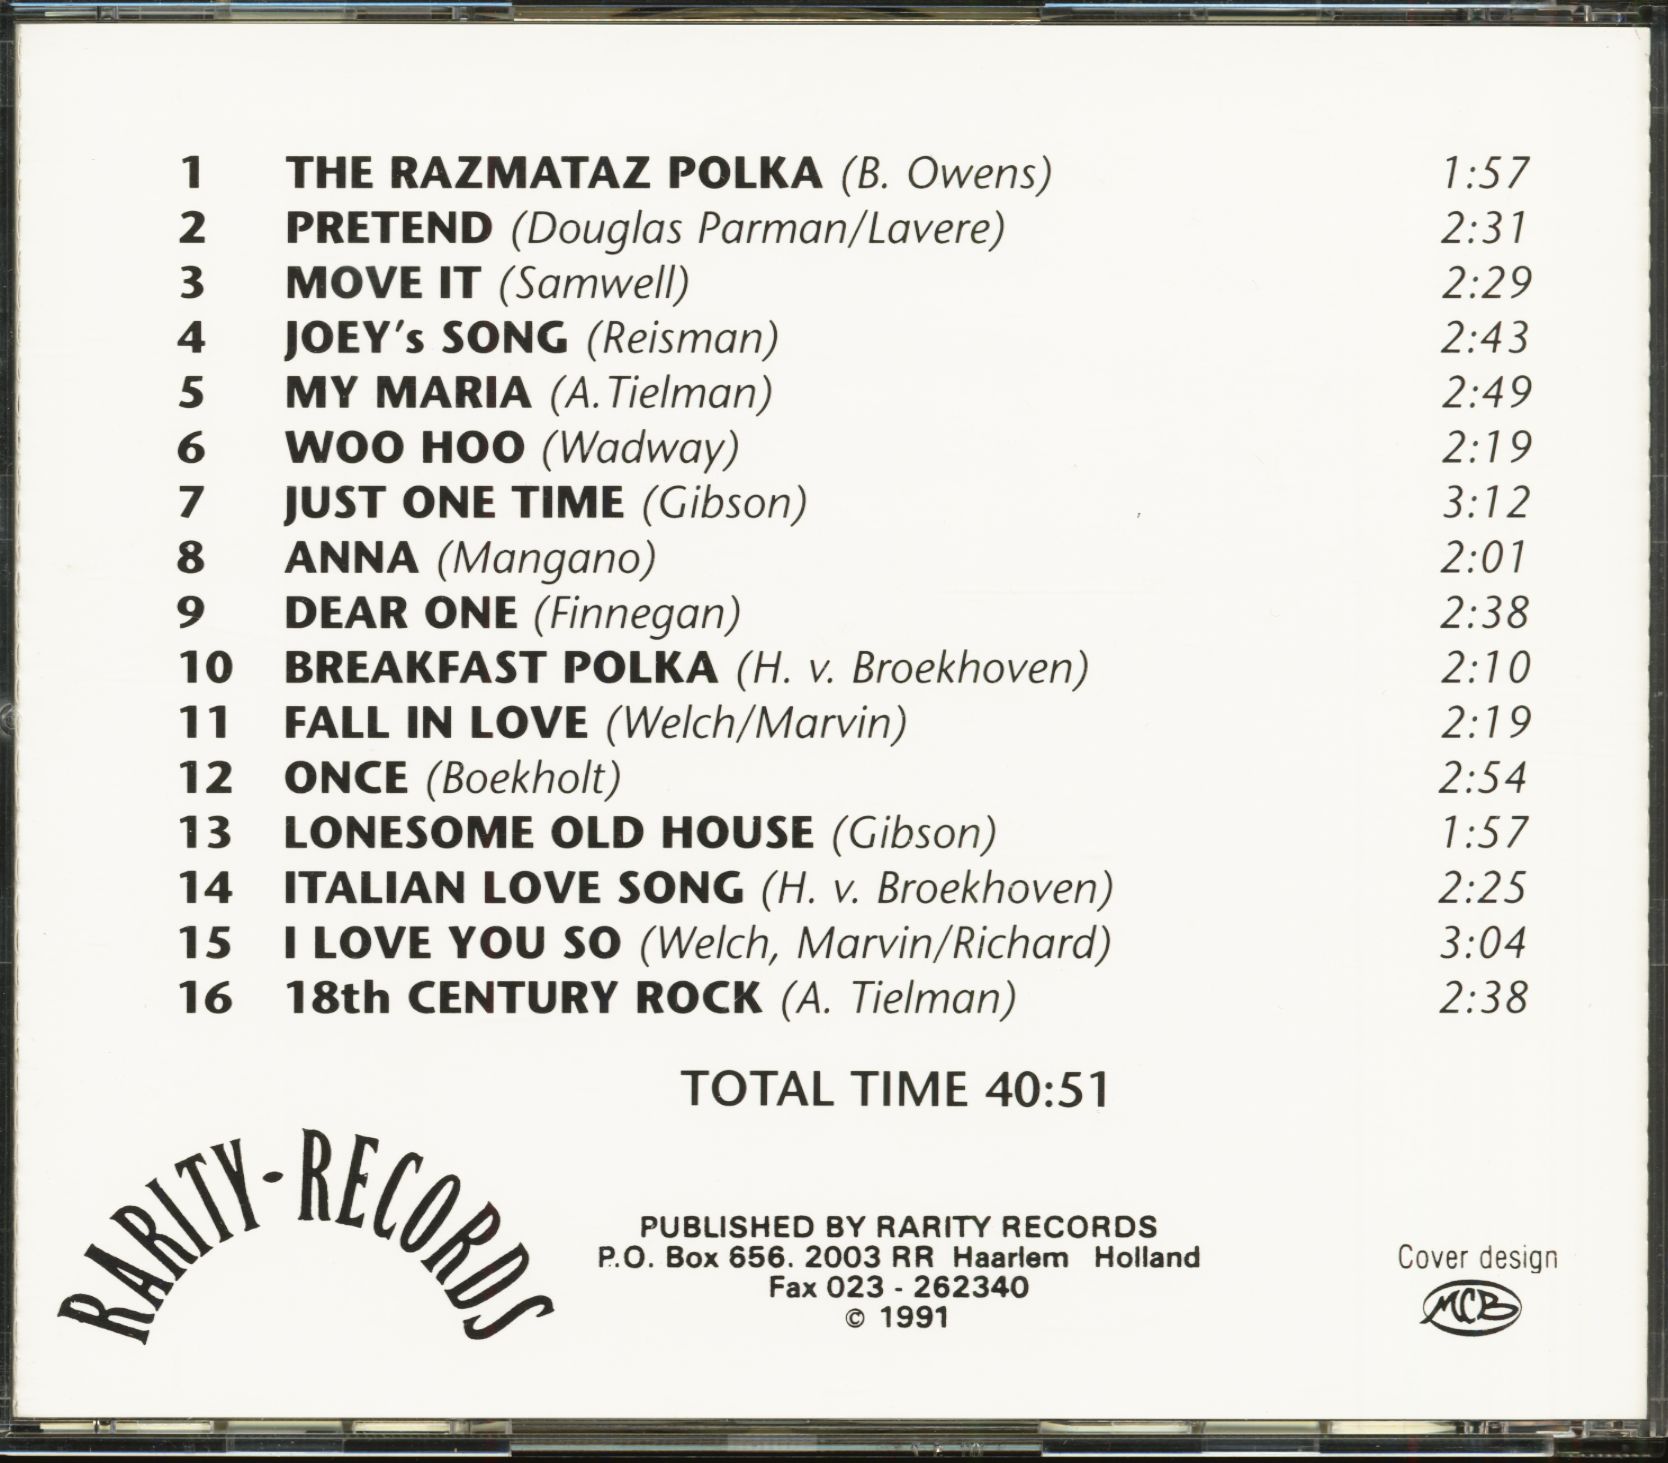 1 THE RAZMATAZ POLKA (B. Owens) 1:57
2 PRETEND (Douglas Parman/Lavere) 2:31
3 MOVE IT (Samwell) 2:29
4 JOEY's SONG (Reisman) 2:43
5 MY MARIA (A.Tielman) 2:49
6 WOO HOO (Wadway) 2:19
7 JUST ONE TIME (Gibson) 3:12
8 ANNA (Mangano) 2:01
9 DEAR ONE (Finnegan) 2:38
10 BREAKFAST POLKA (H. v. Broekhoven) 2:10
11 FALL IN LOVE (Welch/Marvin) 2:19
12 ONCE (Boekholt) 2:54
13 LONESOME OLD HOUSE (Gibson) 1:57
14 ITALIAN LOVE SONG (H. v. Broekhoven) 2:25
15 I LOVE YOU SO (Welch, Marvin/Richard) 3:04
16 18th CENTURY ROCK (A. Tielman) 2:38
TOTAL TIME 40:51
RARITY-RECORDS
PUBLISHED BY RARITY RECORDS
P.O. Box 656. 2003 RR Haarlem Holland
Fax 023 - 262340
© 1991
Cover design
MCB